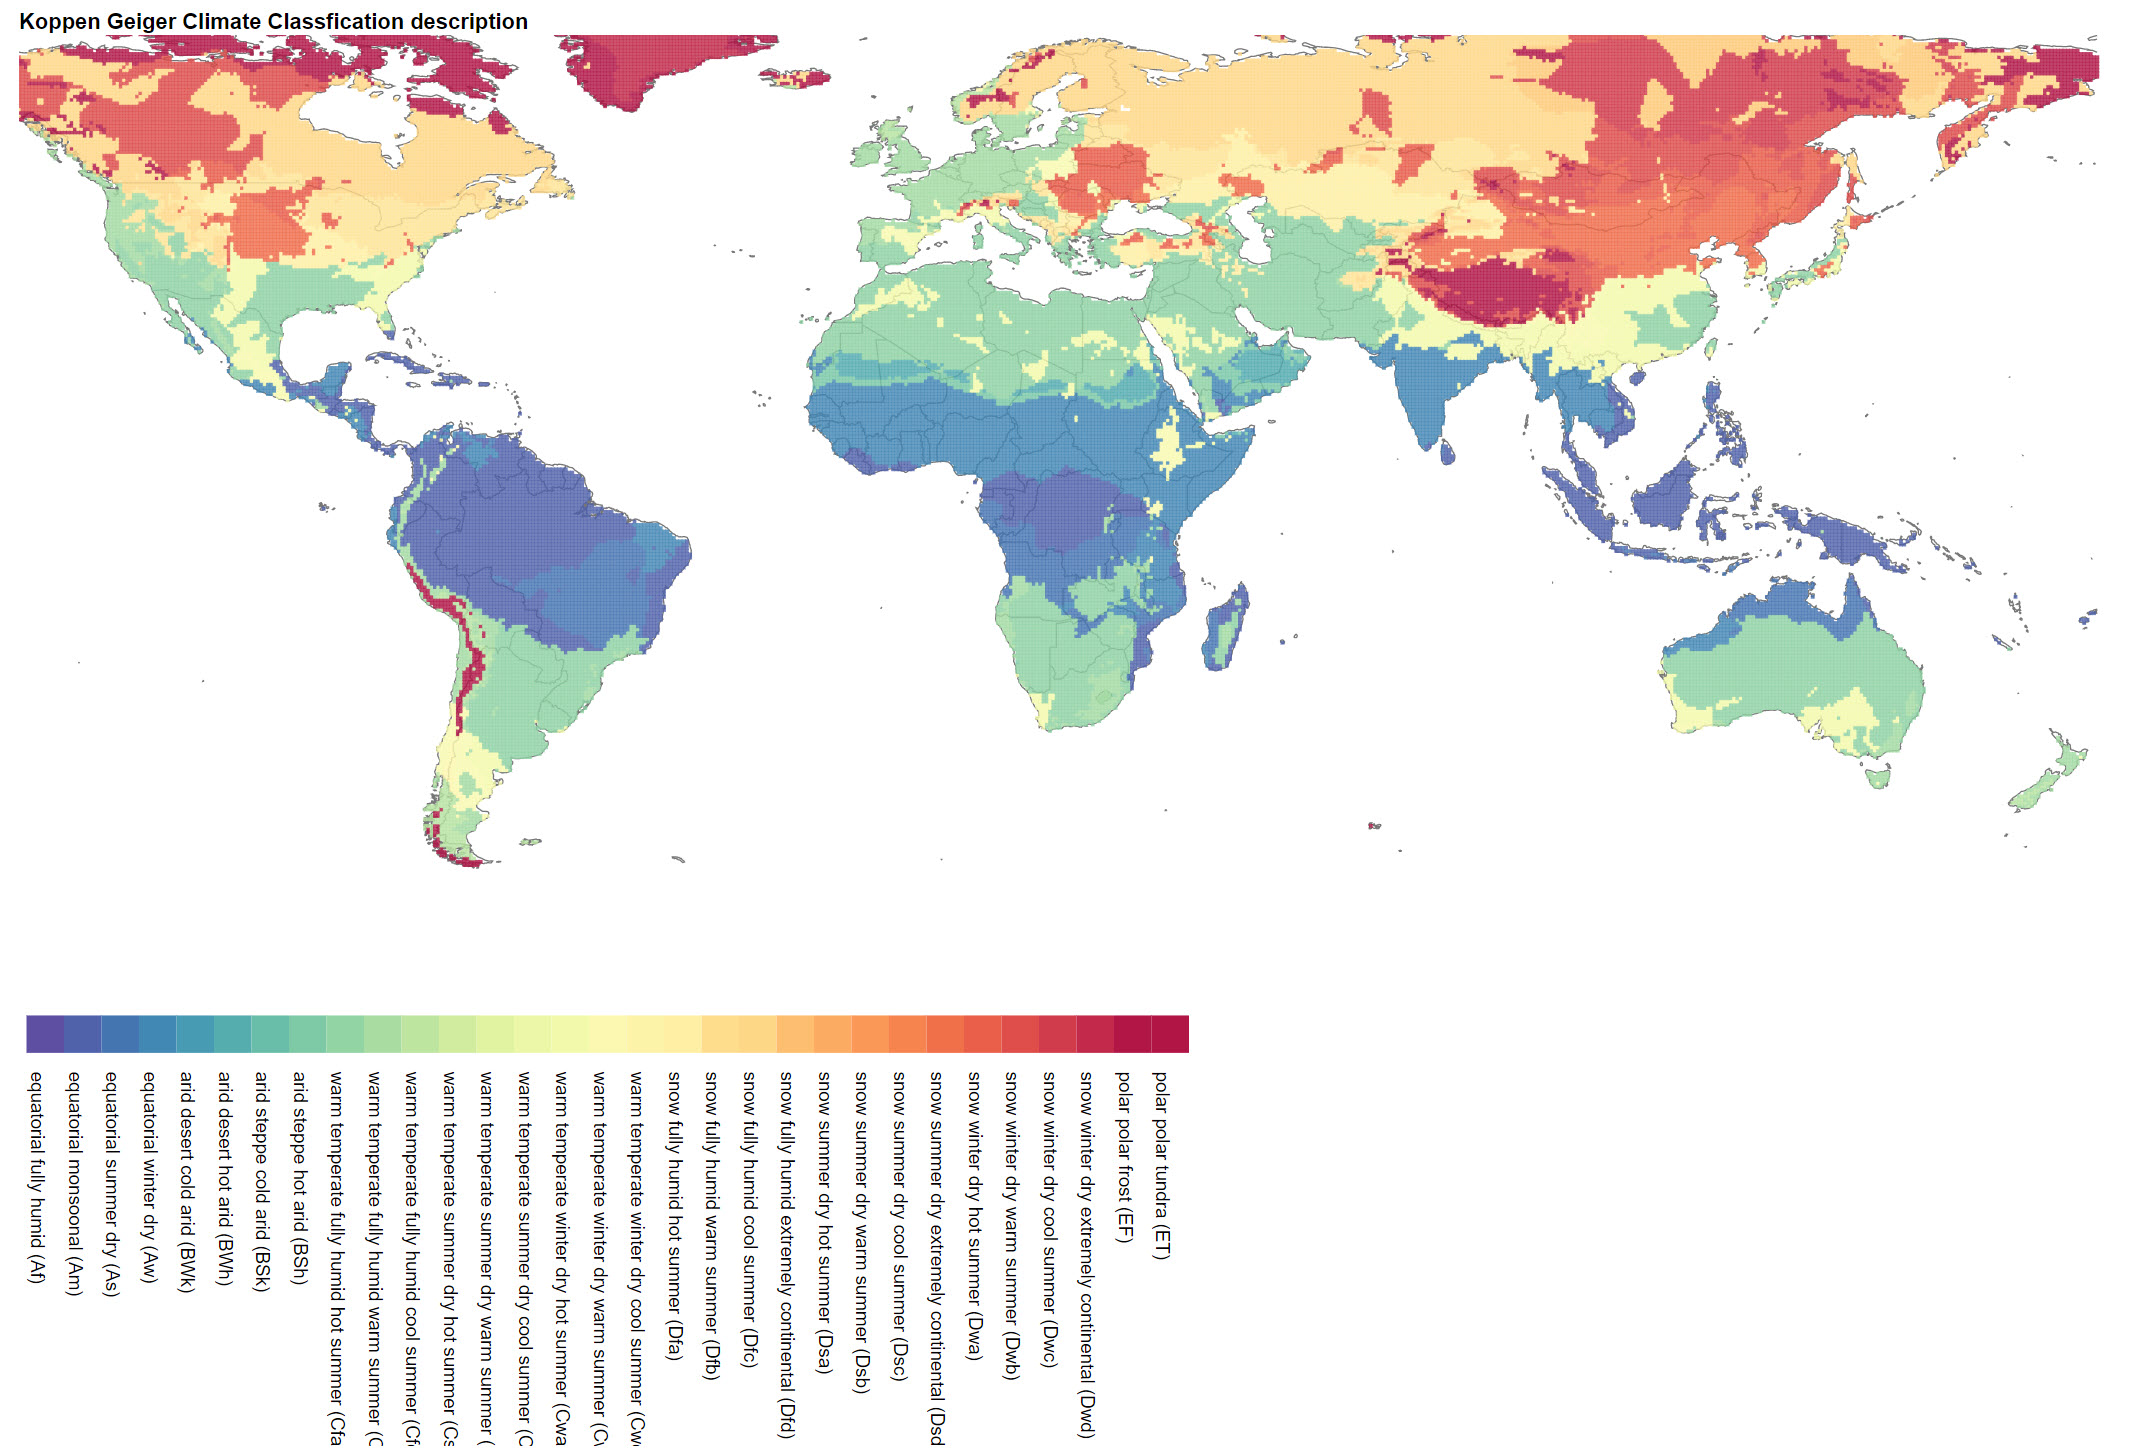 Koppen Geiger Climate Classfication description
equatorial fully humid (Af)
equatorial monsoonal (Am)
equatorial summer dry (As)
equatorial winter dry (Aw)
arid desert cold arid (BWk)
arid desert hot arid (BWh)
arid steppe cold arid (BSk)
arid steppe hot arid (BSh)
warm temperate fully humid hot summer (Cfa
warm temperate fully humid warm summer (C
warm temperate fully humid cool summer (Cf
warm temperate summer dry hot summer (Cs
warm temperate summer dry warm summer (
warm temperate summer dry cool summer (C
warm temperate winter dry hot summer (Cwa
warm temperate winter dry warm summer (Cw
warm temperate winter dry cool summer (Cw
snow fully humid hot summer (Dfa)
snow fully humid warm summer (Dfb)
snow fully humid cool summer (Dfc)
snow fully humid extremely continental (Dfd)
snow summer dry hot summer (Dsa)
snow summer dry warm summer (Dsb)
snow summer dry cool summer (Dsc)
snow summer dry extremely continental (Dsd
snow winter dry hot summer (Dwa)
snow winter dry warm summer (Dwb)
snow winter dry cool summer (Dwc)
snow winter dry extremely continental (Dwd)
polar polar frost (EF)
polar polar tundra (ET)